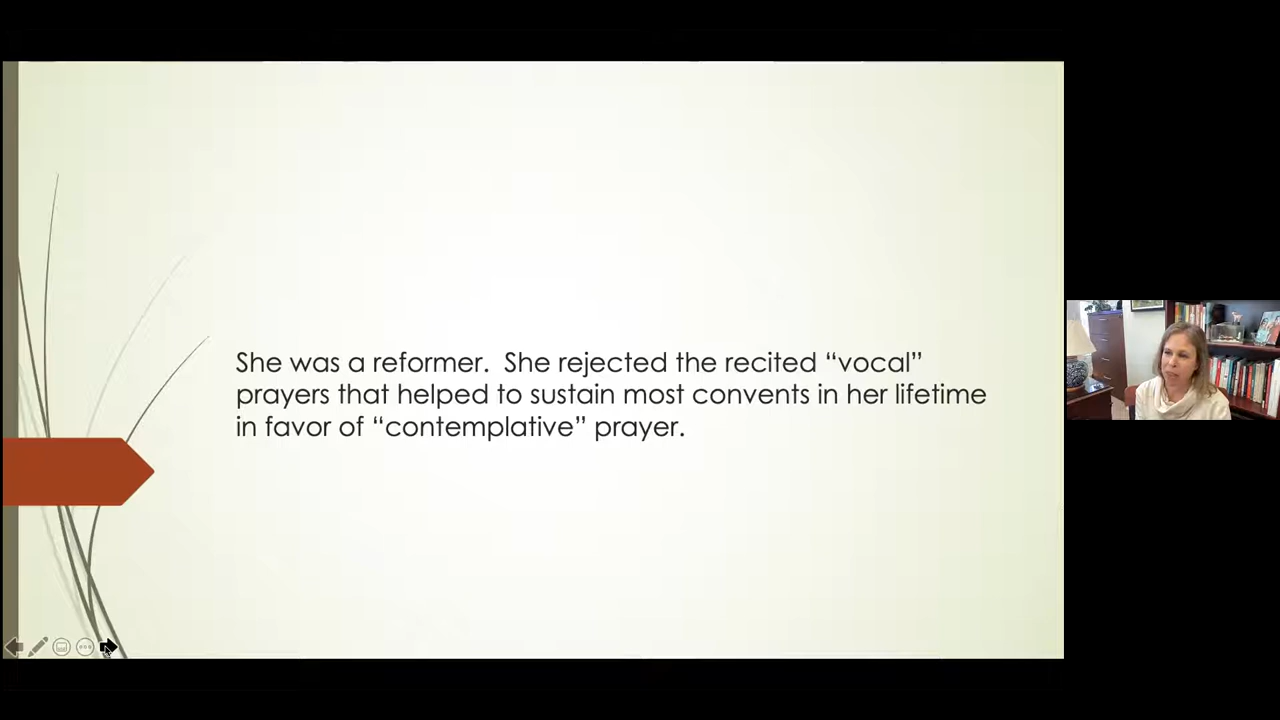 She was a reformer.  She rejected the recited “vocal”
prayers that helped to sustain most convents in her lifetime
in favor of “contemplative” prayer.